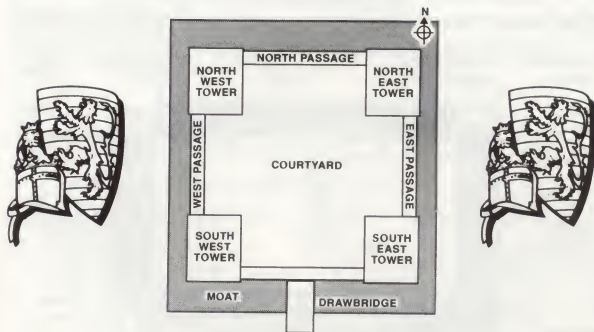 N
NORTH PASSAGE
NORTH
WEST
TOWER
NORTH
EAST
TOWER
WEST PASSAGE
COURTYARD
EAST PASSAGE
SOUTH
WEST
TOWER
SOUTH
EAST
TOWER
MOAT
DRAWBRIDGE